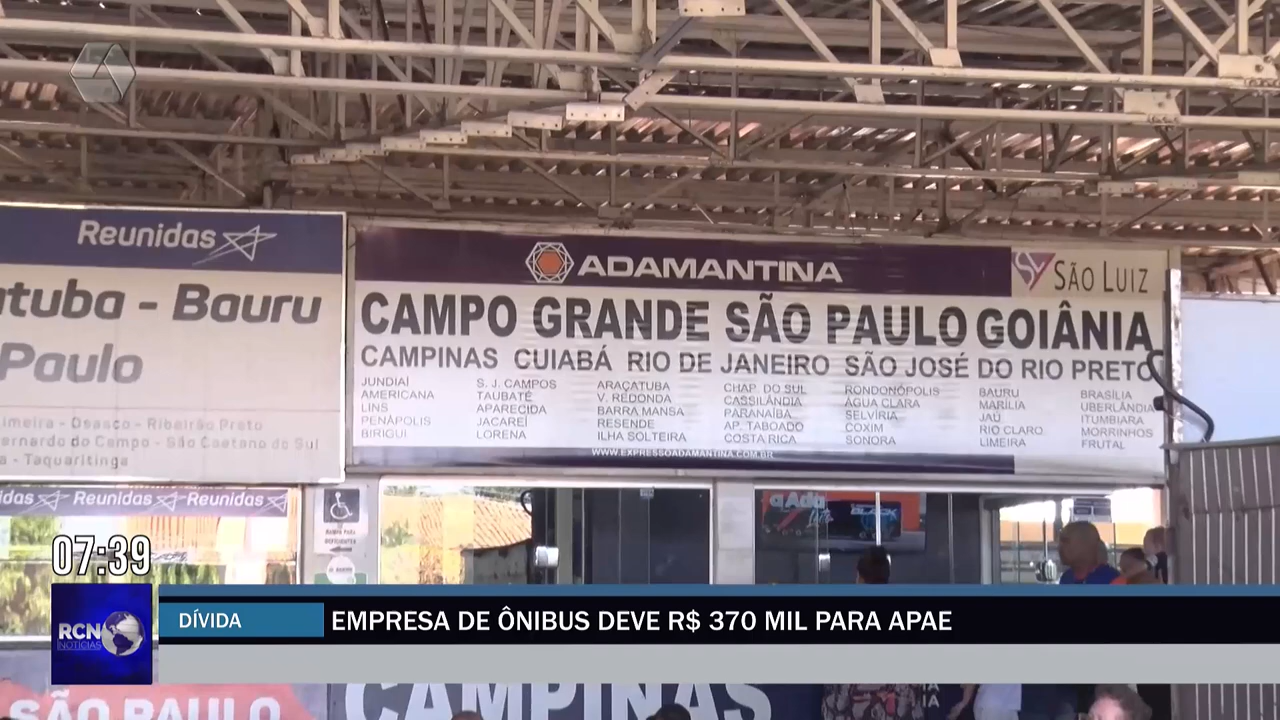 Reunidas
atuba - Bauru
Paulo
Limeira - Osasco - Ribeirão Preto
ernardo do Campo - São Caetano do Sul
a - Taquaritinga
ADAMANTINA
SÃO LUIZ
CAMPO GRANDE SÃO PAULO GOIÂNIA
CAMPINAS CUIABÁ RIO DE JANEIRO SÃO JOSÉ DO RIO PRETO
JUNDIAÍ S. J. CAMPOS ARAÇATUBA CHAP. DO SUL RONDONÓPOLIS BAURU BRASÍLIA
AMERICANA TAUBATÉ V. REDONDA CASSILÂNDIA ÁGUA CLARA MARÍLIA UBERLÂNDIA
LINS APARECIDA BARRA MANSA PARANAÍBA SELVÍRIA JAÚ ITUMBIARA
PENÁPOLIS JACAREÍ RESENDE AP. TABOADO COXIM RIO CLARO MORRINHOS
BIRIGUI LORENA ILHA SOLTEIRA COSTA RICA SONORA LIMEIRA FRUTAL
WWW.EXPRESSOADAMANTINA.COM.BR
idas Reunidas Reunidas
RAMPA PARA
DEFICIENTES
07:39
RCN
NOTÍCIAS
DÍVIDA
EMPRESA DE ÔNIBUS DEVE R$ 370 MIL PARA APAE
SÃO PAULO
CAMPINAS